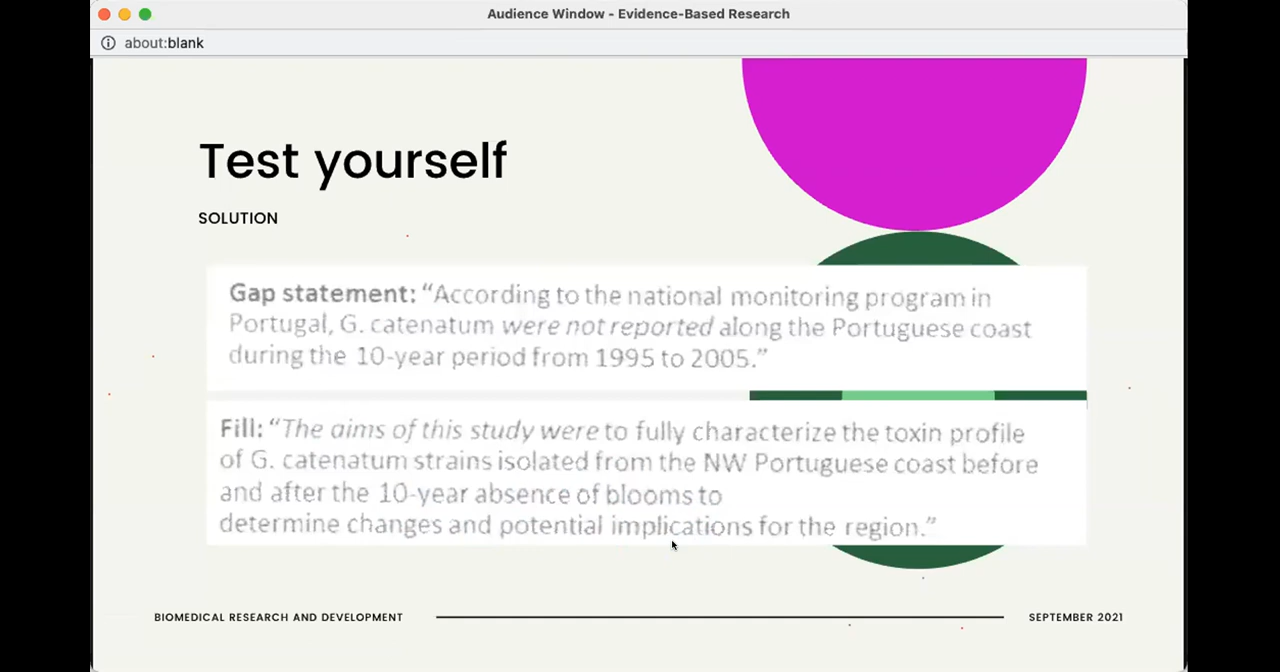 Audience Window - Evidence-Based Research
about:blank
Test yourself
SOLUTION
Gap statement: “According to the national monitoring program in
Portugal, G. catenatum were not reported along the Portuguese coast
during the 10-year period from 1995 to 2005.”
Fill: “The aims of this study were to fully characterize the toxin profile
of G. catenatum strains isolated from the NW Portuguese coast before
and after the 10-year absence of blooms to
determine changes and potential implications for the region.”
BIOMEDICAL RESEARCH AND DEVELOPMENT
SEPTEMBER 2021